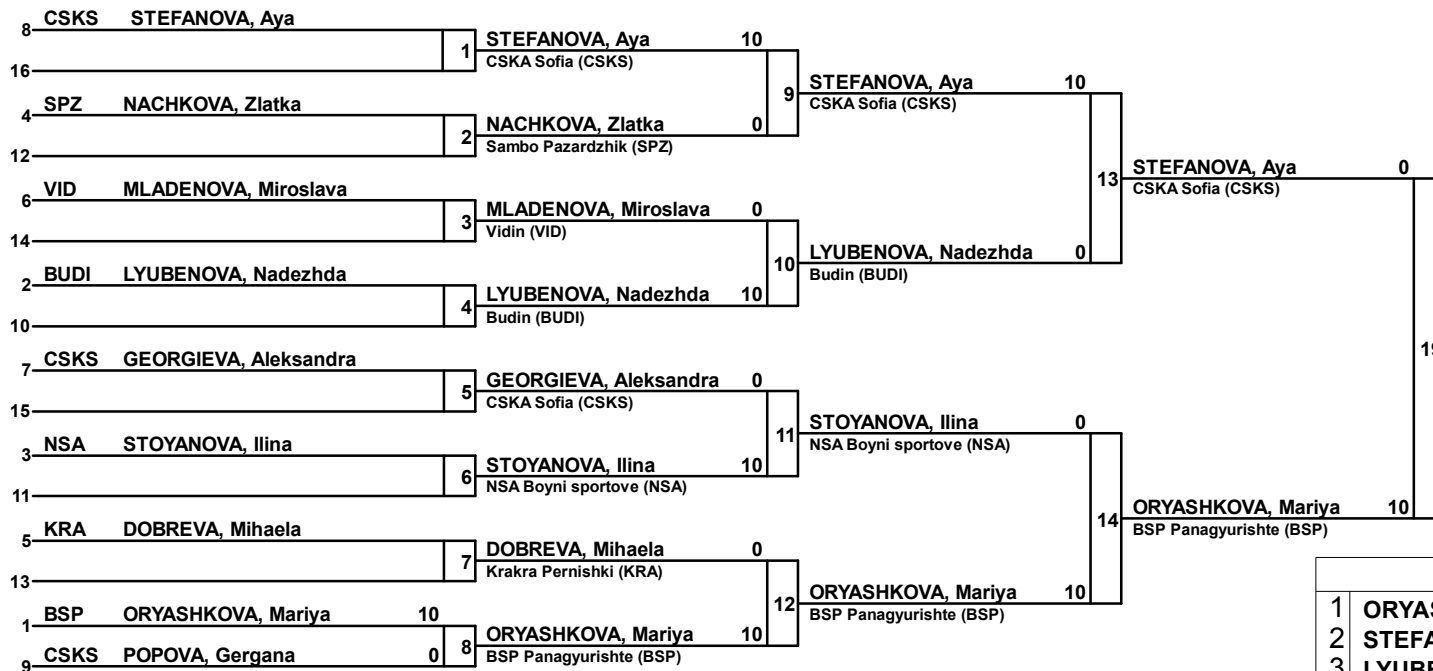 8 CSKS STEFANOVA, Aya
16
1 STEFANOVA, Aya 10
CSKA Sofia (CSKS)
4 SPZ NACHKOVA, Zlatka
12
2 NACHKOVA, Zlatka 0
Sambo Pazardzhik (SPZ)
9 STEFANOVA, Aya 10
CSKA Sofia (CSKS)
6 VID MLADENOVA, Miroslava
14
3 MLADENOVA, Miroslava 0
Vidin (VID)
2 BUDI LYUBENOVA, Nadezhda
10
4 LYUBENOVA, Nadezhda 10
Budin (BUDI)
10 LYUBENOVA, Nadezhda 0
Budin (BUDI)
13 STEFANOVA, Aya 0
CSKA Sofia (CSKS)
7 CSKS GEORGIEVA, Aleksandra
15
5 GEORGIEVA, Aleksandra 0
CSKA Sofia (CSKS)
3 NSA STOYANOVA, Ilina
11
6 STOYANOVA, Ilina 10
NSA Boyni sportove (NSA)
11 STOYANOVA, Ilina 0
NSA Boyni sportove (NSA)
5 KRA DOBREVA, Mihaela
13
7 DOBREVA, Mihaela 0
Krakra Pernishki (KRA)
1 BSP ORYASHKOVA, Mariya 10
9 CSKS POPOVA, Gergana 0
8 ORYASHKOVA, Mariya 10
BSP Panagyurishte (BSP)
12 ORYASHKOVA, Mariya 10
BSP Panagyurishte (BSP)
14 ORYASHKOVA, Mariya 10
BSP Panagyurishte (BSP)
1 ORYAS
2 STEFA
3 LYUBE